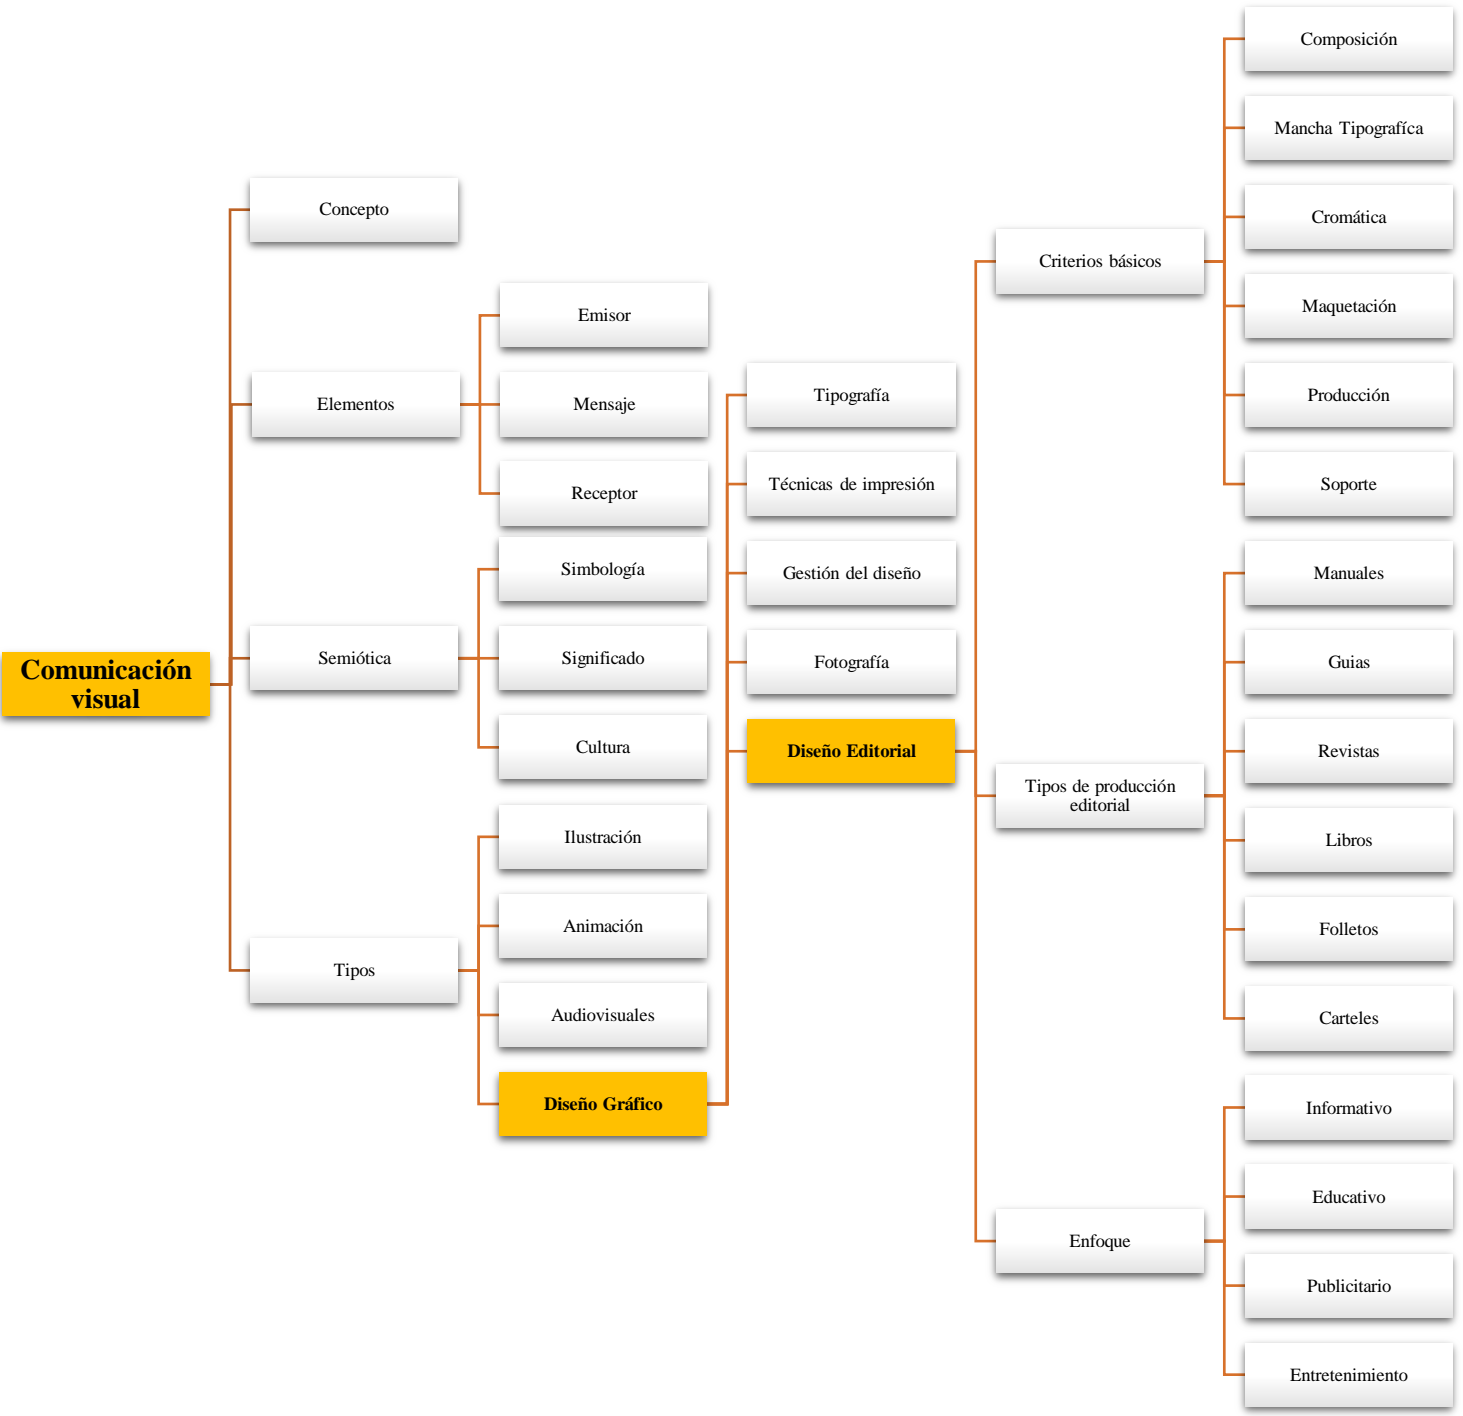 Comunicación
visual
Concepto
Elementos
Emisor
Mensaje
Receptor
Semiótica
Simbología
Significado
Cultura
Tipos
Ilustración
Animación
Audiovisuales
Diseño Gráfico
Tipografía
Técnicas de impresión
Gestión del diseño
Fotografía
Diseño Editorial
Criterios básicos
Composición
Mancha Tipografíca
Cromática
Maquetación
Producción
Soporte
Tipos de producción
editorial
Manuales
Guias
Revistas
Libros
Folletos
Carteles
Enfoque
Informativo
Educativo
Publicitario
Entretenimiento